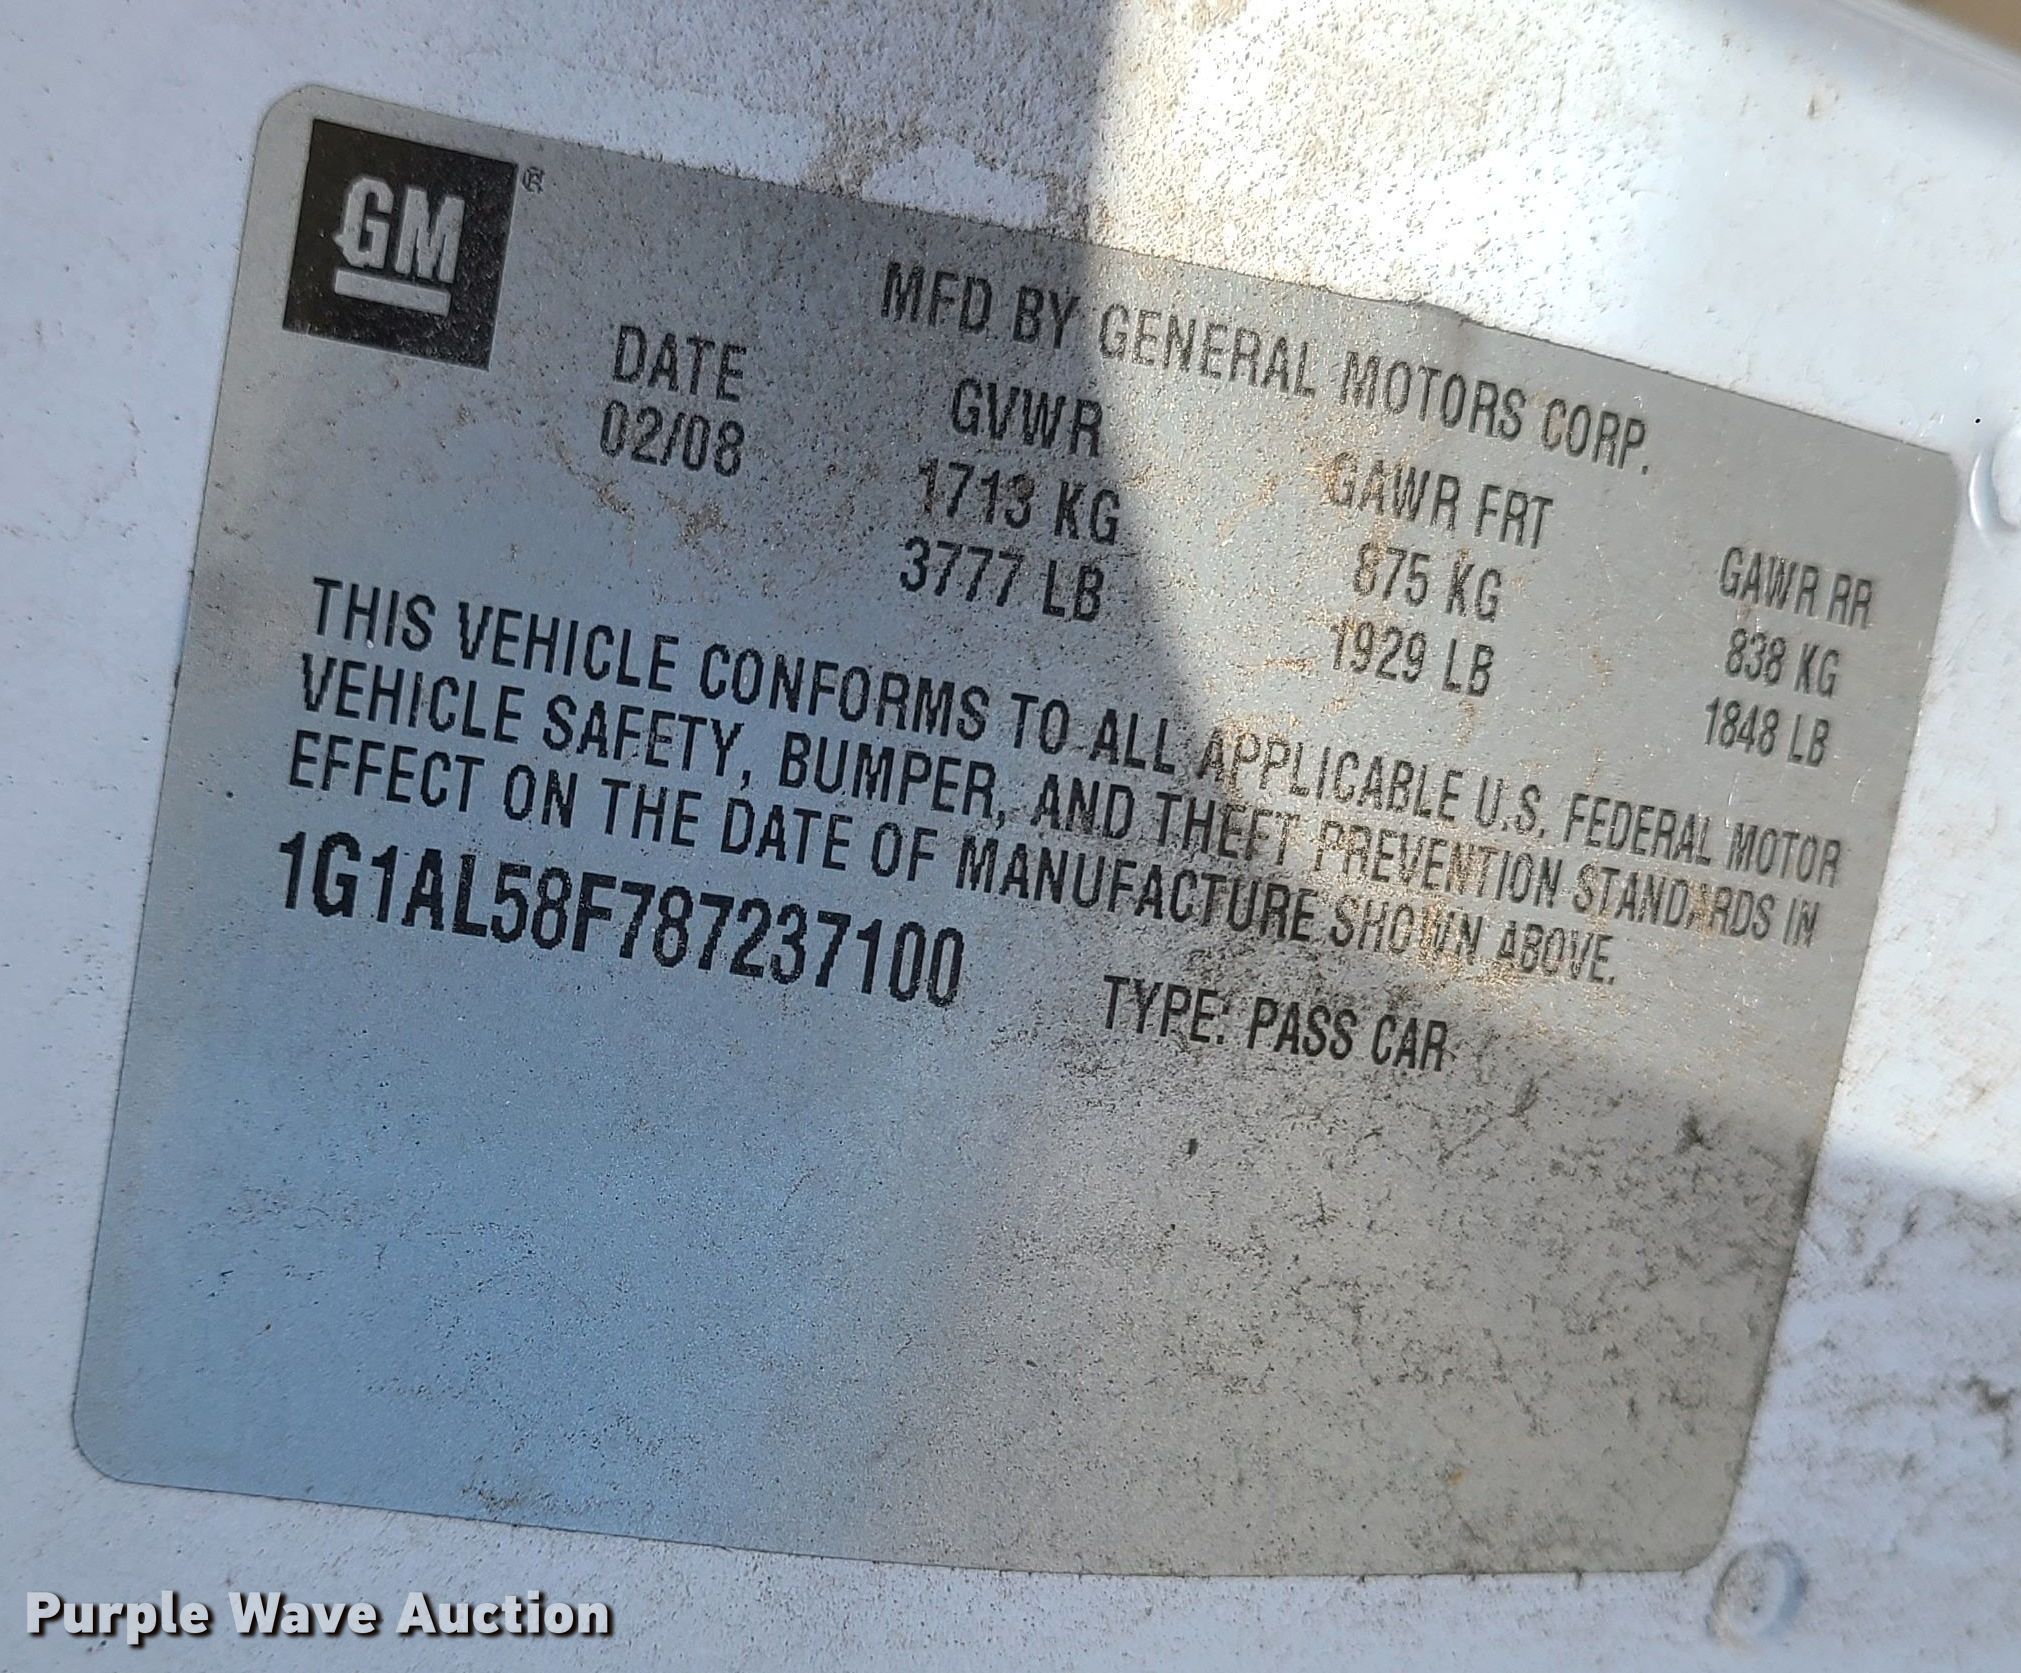 GM®
MFD BY GENERAL MOTORS CORP.
DATE GVWR GAWR FRT GAWR RR
02/08 1713 KG 875 KG 838 KG
3777 LB 1929 LB 1848 LB
THIS VEHICLE CONFORMS TO ALL APPLICABLE U.S. FEDERAL MOTOR
VEHICLE SAFETY, BUMPER, AND THEFT PREVENTION STANDARDS IN
EFFECT ON THE DATE OF MANUFACTURE SHOWN ABOVE.
1G1AL58F787237100 TYPE: PASS CAR
Purple Wave Auction